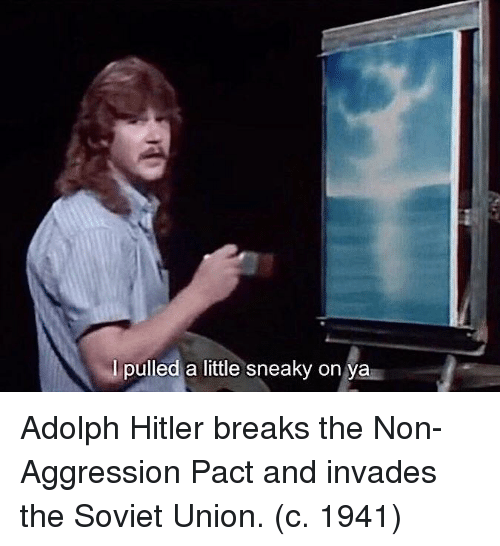 I pulled a little sneaky on ya
Adolph Hitler breaks the Non-
Aggression Pact and invades
the Soviet Union. (c. 1941)